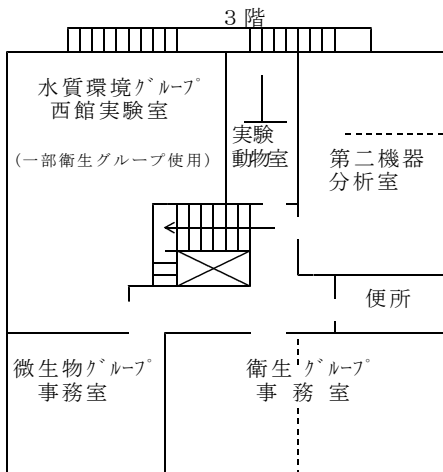 ３階
水質環境ｸﾞﾙｰﾌﾟ
西館実験室
(一部衛生グループ使用)
実験
動物室
第二機器
分析室
便所
微生物ｸﾞﾙｰﾌﾟ
事務室
衛生ｸﾞﾙｰﾌﾟ
事務室